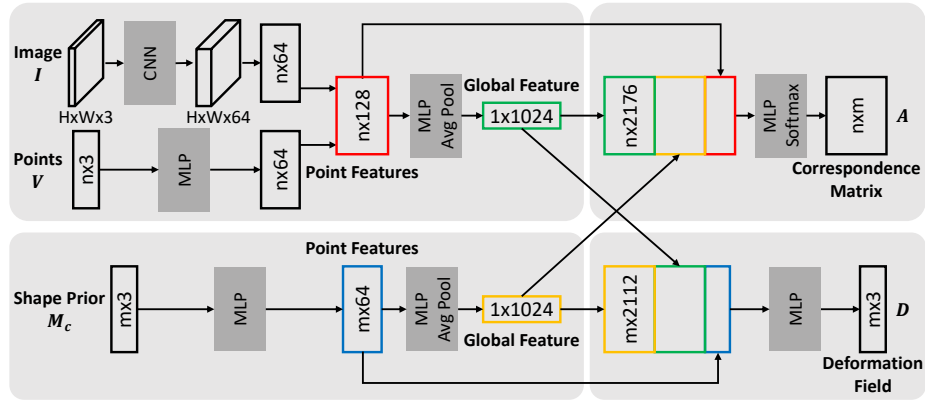 Image
I
HxWx3
CNN
HxWx64
nx64
Points
V
nx3
MLP
nx64
nx128
Point Features
MLP
Avg Pool
Global Feature
1x1024
nx2176
MLP
Softmax
nxm
A
Correspondence
Matrix
Shape Prior
M_c
mx3
MLP
Point Features
mx64
MLP
Avg Pool
1x1024
Global Feature
mx2112
MLP
mx3
D
Deformation
Field